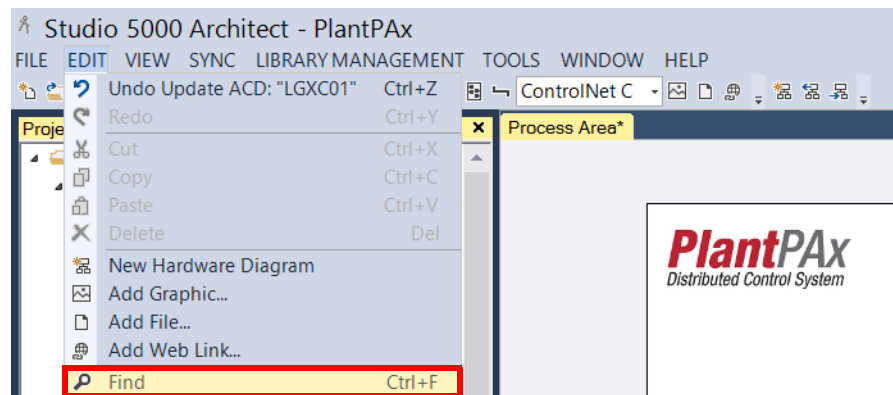 Studio 5000 Architect - PlantPAx
FILE EDIT VIEW SYNC LIBRARY MANAGEMENT TOOLS WINDOW HELP
Undo Update ACD: "LGXC01" Ctrl+Z
ControlNet C
Redo Ctrl+Y
Proje
Process Area*
Cut Ctrl+X
Copy Ctrl+C
Paste Ctrl+V
Delete Del
PlantPAx
Distributed Control System
New Hardware Diagram
Add Graphic...
Add File...
Add Web Link...
Find Ctrl+F